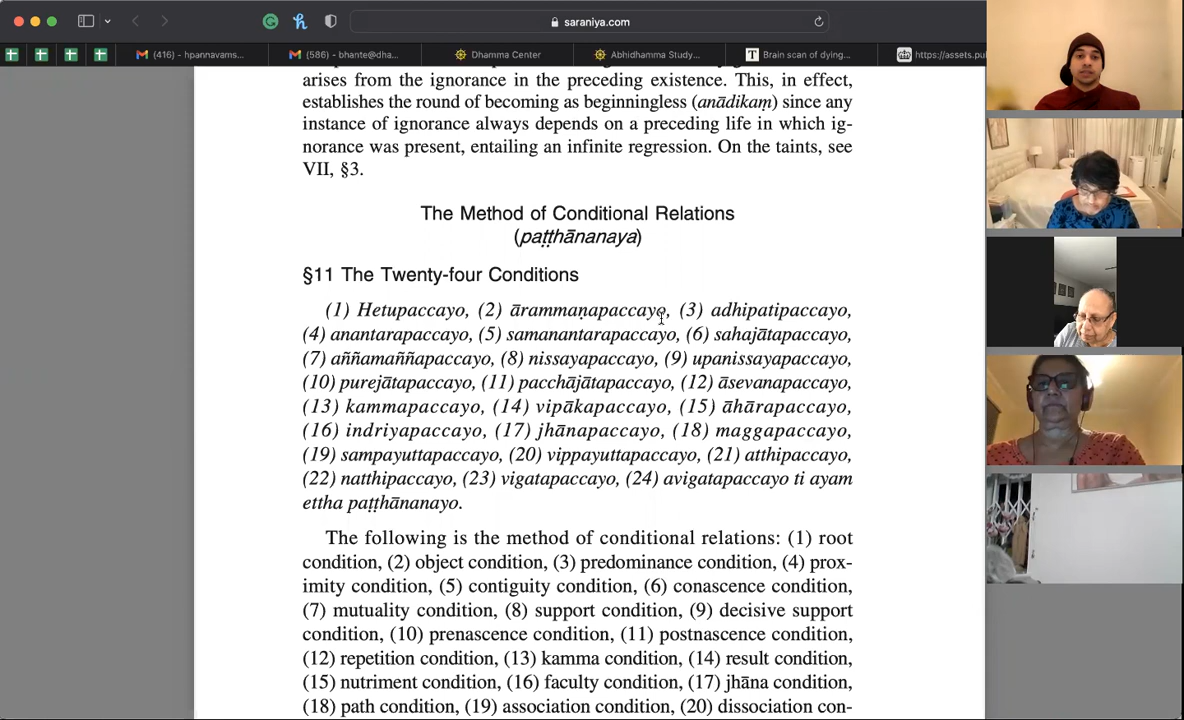 saraniya.com
M (416) - hpannavams...
M (586) - bhante@dha...
Dhamma Center
Abhidhamma Study...
T Brain scan of dying...
https://assets.pu
arises from the ignorance in the preceding existence. This, in effect,
establishes the round of becoming as beginningless (anādikaṃ) since any
instance of ignorance always depends on a preceding life in which ig-
norance was present, entailing an infinite regression. On the taints, see
VII, §3.
The Method of Conditional Relations
(paṭṭhānanaya)
§11 The Twenty-four Conditions
(1) Hetupaccayo, (2) ārammaṇapaccayo, (3) adhipatipaccayo,
(4) anantarapaccayo, (5) samanantarapaccayo, (6) sahajātapaccayo,
(7) aññamaññapaccayo, (8) nissayapaccayo, (9) upanissayapaccayo,
(10) purejātapaccayo, (11) pacchājātapaccayo, (12) āsevanapaccayo,
(13) kammapaccayo, (14) vipākapaccayo, (15) āhārapaccayo,
(16) indriyapaccayo, (17) jhānapaccayo, (18) maggapaccayo,
(19) sampayuttapaccayo, (20) vippayuttapaccayo, (21) atthipaccayo,
(22) natthipaccayo, (23) vigatapaccayo, (24) avigatapaccayo ti ayam
ettha paṭṭhānanayo.
The following is the method of conditional relations: (1) root
condition, (2) object condition, (3) predominance condition, (4) prox-
imity condition, (5) contiguity condition, (6) conascence condition,
(7) mutuality condition, (8) support condition, (9) decisive support
condition, (10) prenascence condition, (11) postnascence condition,
(12) repetition condition, (13) kamma condition, (14) result condition,
(15) nutriment condition, (16) faculty condition, (17) jhāna condition,
(18) path condition, (19) association condition, (20) dissociation con-